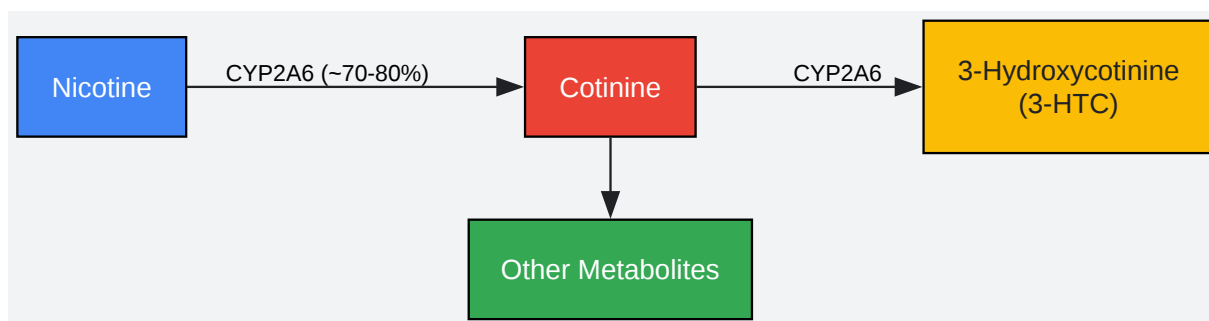 Nicotine
CYP2A6 (~70-80%)
Cotinine
CYP2A6
3-Hydroxycotinine
(3-HTC)
Other Metabolites